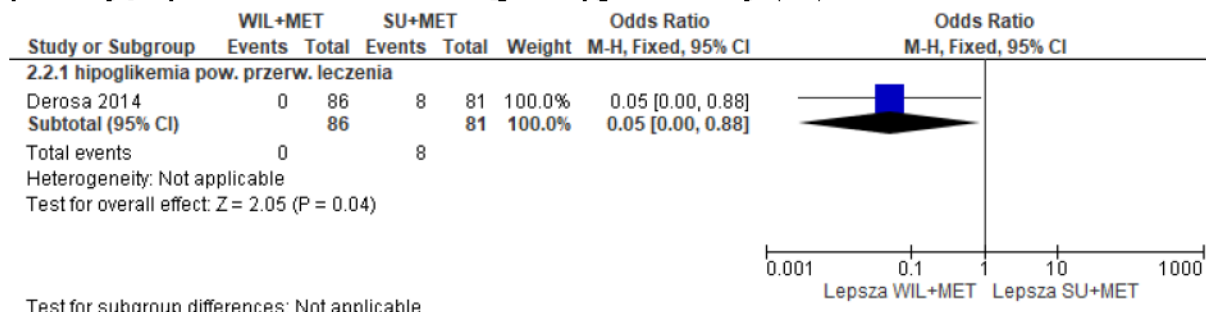 WIL+MET SU+MET Odds Ratio Odds Ratio
Study or Subgroup Events Total Events Total Weight M-H, Fixed, 95% CI M-H, Fixed, 95% CI
2.2.1 hipoglikemia pow. przerw. leczenia
Derosa 2014 0 86 8 81 100.0% 0.05 [0.00, 0.88]
Subtotal (95% CI) 86 81 100.0% 0.05 [0.00, 0.88]
Total events 0 8
Heterogeneity: Not applicable
Test for overall effect: Z = 2.05 (P = 0.04)
0.001 0.1 1 10 1000
Lepsza WIL+MET Lepsza SU+MET
Test for subgroup differences: Not applicable